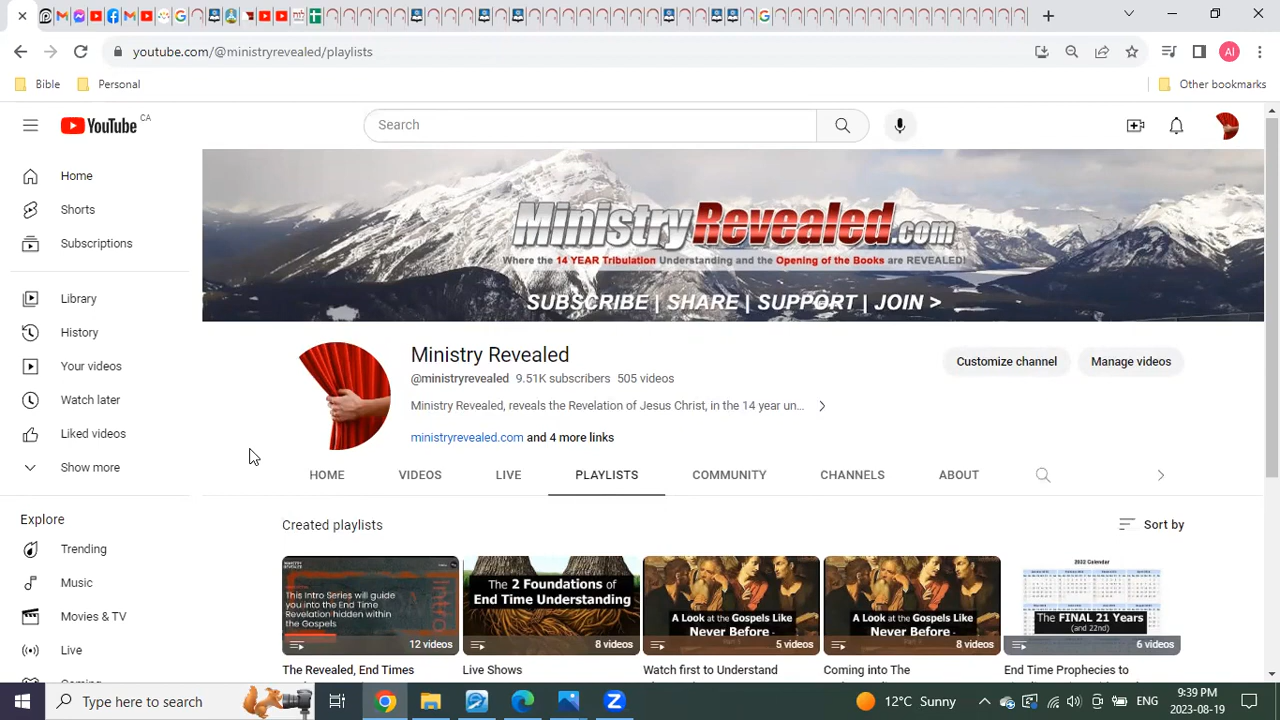 youtube.com/@ministryrevealed/playlists
AI
Bible
Personal
Other bookmarks
YouTube CA
Search
Home
Shorts
Subscriptions
Library
History
Your videos
Watch later
Liked videos
Show more
Explore
Trending
Music
Movies & TV
Live
MinistryRevealed.com
Where the 14 YEAR Tribulation Understanding and the Opening of the Books are REVEALED!
SUBSCRIBE | SHARE | SUPPORT | JOIN >
Ministry Revealed
@ministryrevealed 9.51K subscribers 505 videos
Ministry Revealed, reveals the Revelation of Jesus Christ, in the 14 year un...
ministryrevealed.com and 4 more links
Customize channel
Manage videos
HOME VIDEOS LIVE PLAYLISTS COMMUNITY CHANNELS ABOUT
Created playlists
Sort by
This Intro Series will guide
you into the End Time
Revelation hidden within
the Gospels
12 videos
The Revealed, End Times
The 2 Foundations of
End Time Understanding
8 videos
Live Shows
A Look at the Gospels Like
Never Before -
5 videos
Watch first to Understand
A Look at the Gospels Like
Never Before -
8 videos
Coming into The
2022 Calendar
The FINAL 21 Years
(and 22nd)
6 videos
End Time Prophecies to
Type here to search
12°C Sunny
ENG
9:39 PM
2023-08-19